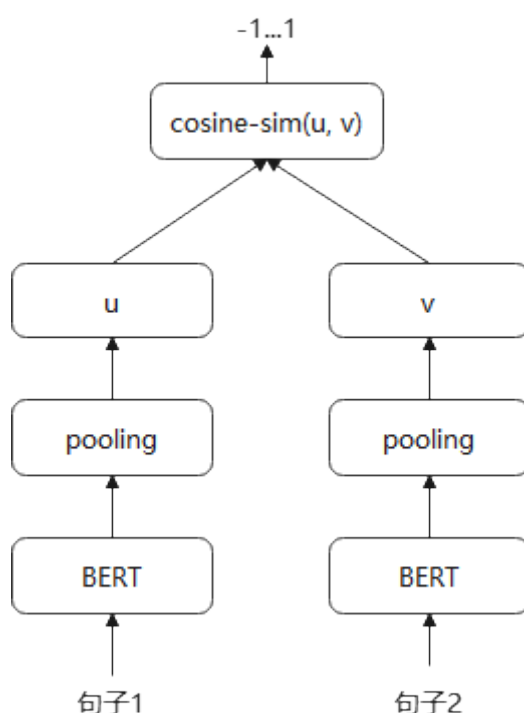 -1...1
cosine-sim(u, v)
u
v
pooling
pooling
BERT
BERT
句子1
句子2